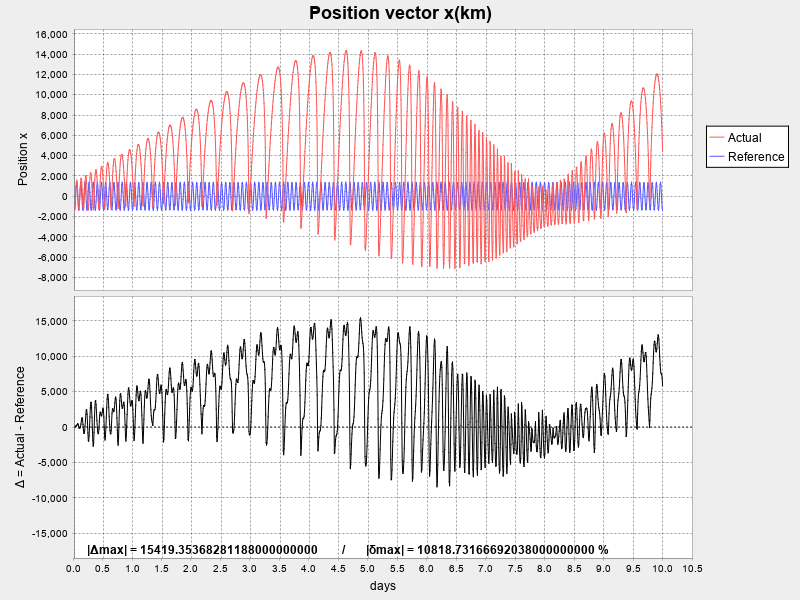 Position vector x(km)
16,000
14,000
12,000
10,000
8,000
6,000
4,000
2,000
0
-2,000
-4,000
-6,000
-8,000
Position x
Actual
Reference
15,000
10,000
5,000
0
-5,000
-10,000
-15,000
Δ = Actual - Reference
|Δmax| = 15419.35368281188000000000 / |δmax| = 10818.73166692038000000000 %
0.0 0.5 1.0 1.5 2.0 2.5 3.0 3.5 4.0 4.5 5.0 5.5 6.0 6.5 7.0 7.5 8.0 8.5 9.0 9.5 10.0 10.5
days